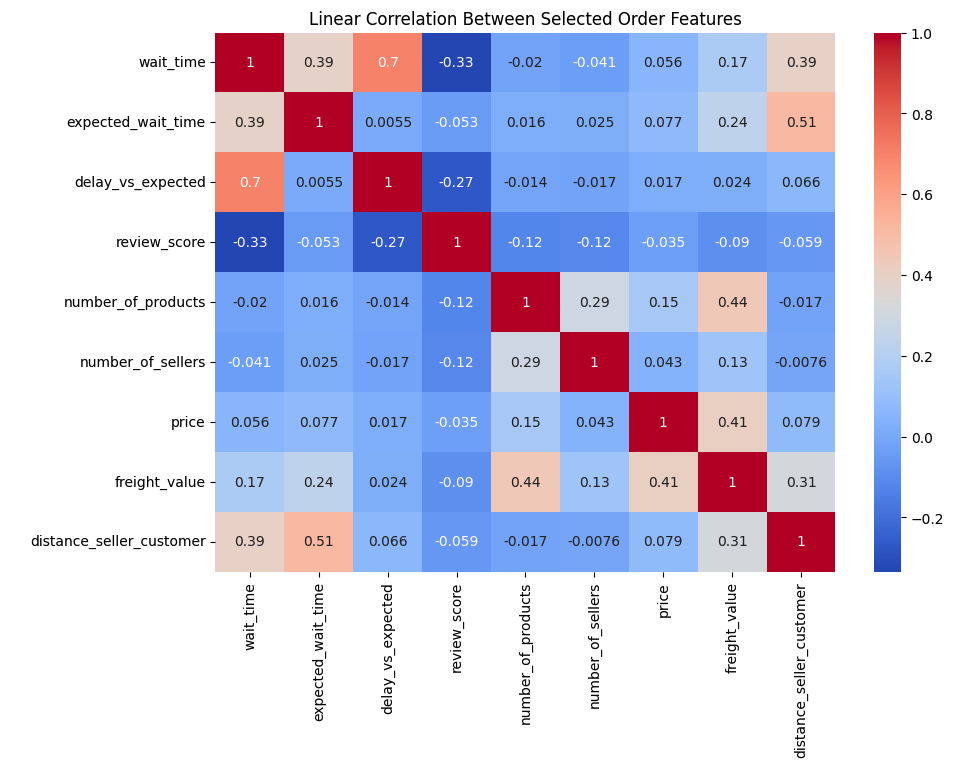 Linear Correlation Between Selected Order Features
wait_time 1 0.39 0.7 -0.33 -0.02 -0.041 0.056 0.17 0.39
expected_wait_time 0.39 1 0.0055 -0.053 0.016 0.025 0.077 0.24 0.51
delay_vs_expected 0.7 0.0055 1 -0.27 -0.014 -0.017 0.017 0.024 0.066
review_score -0.33 -0.053 -0.27 1 -0.12 -0.12 -0.035 -0.09 -0.059
number_of_products -0.02 0.016 -0.014 -0.12 1 0.29 0.15 0.44 -0.017
number_of_sellers -0.041 0.025 -0.017 -0.12 0.29 1 0.043 0.13 -0.0076
price 0.056 0.077 0.017 -0.035 0.15 0.043 1 0.41 0.079
freight_value 0.17 0.24 0.024 -0.09 0.44 0.13 0.41 1 0.31
distance_seller_customer 0.39 0.51 0.066 -0.059 -0.017 -0.0076 0.079 0.31 1
wait_time
expected_wait_time
delay_vs_expected
review_score
number_of_products
number_of_sellers
price
freight_value
distance_seller_customer
1.0
0.8
0.6
0.4
0.2
0.0
−0.2